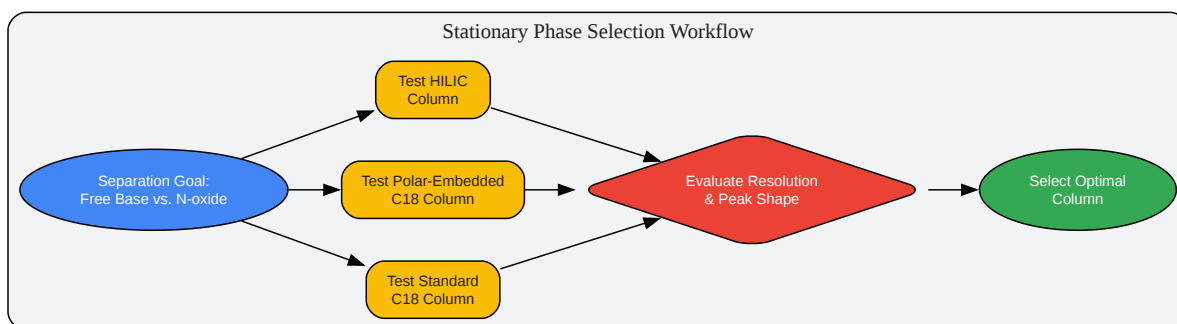 Stationary Phase Selection Workflow
Test HILIC
Column
Separation Goal:
Free Base vs. N-oxide
Test Polar-Embedded
C18 Column
Evaluate Resolution
& Peak Shape
Select Optimal
Column
Test Standard
C18 Column